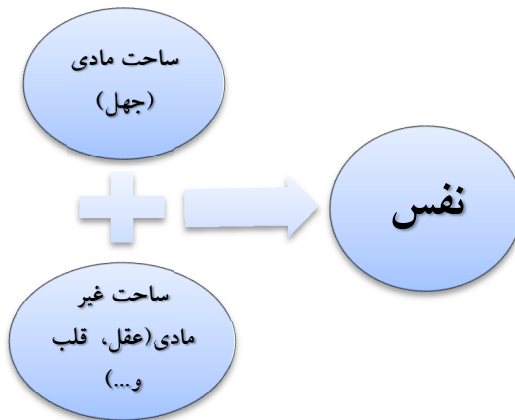 ساحت مادی
(جهل)
نفس
ساحت غیر
مادی(عقل، قلب
و...)